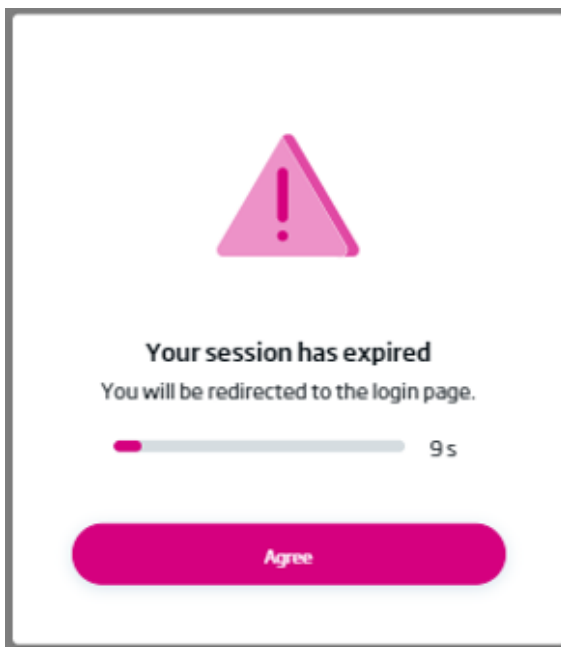 Your session has expired
You will be redirected to the login page.
9 s
Agree